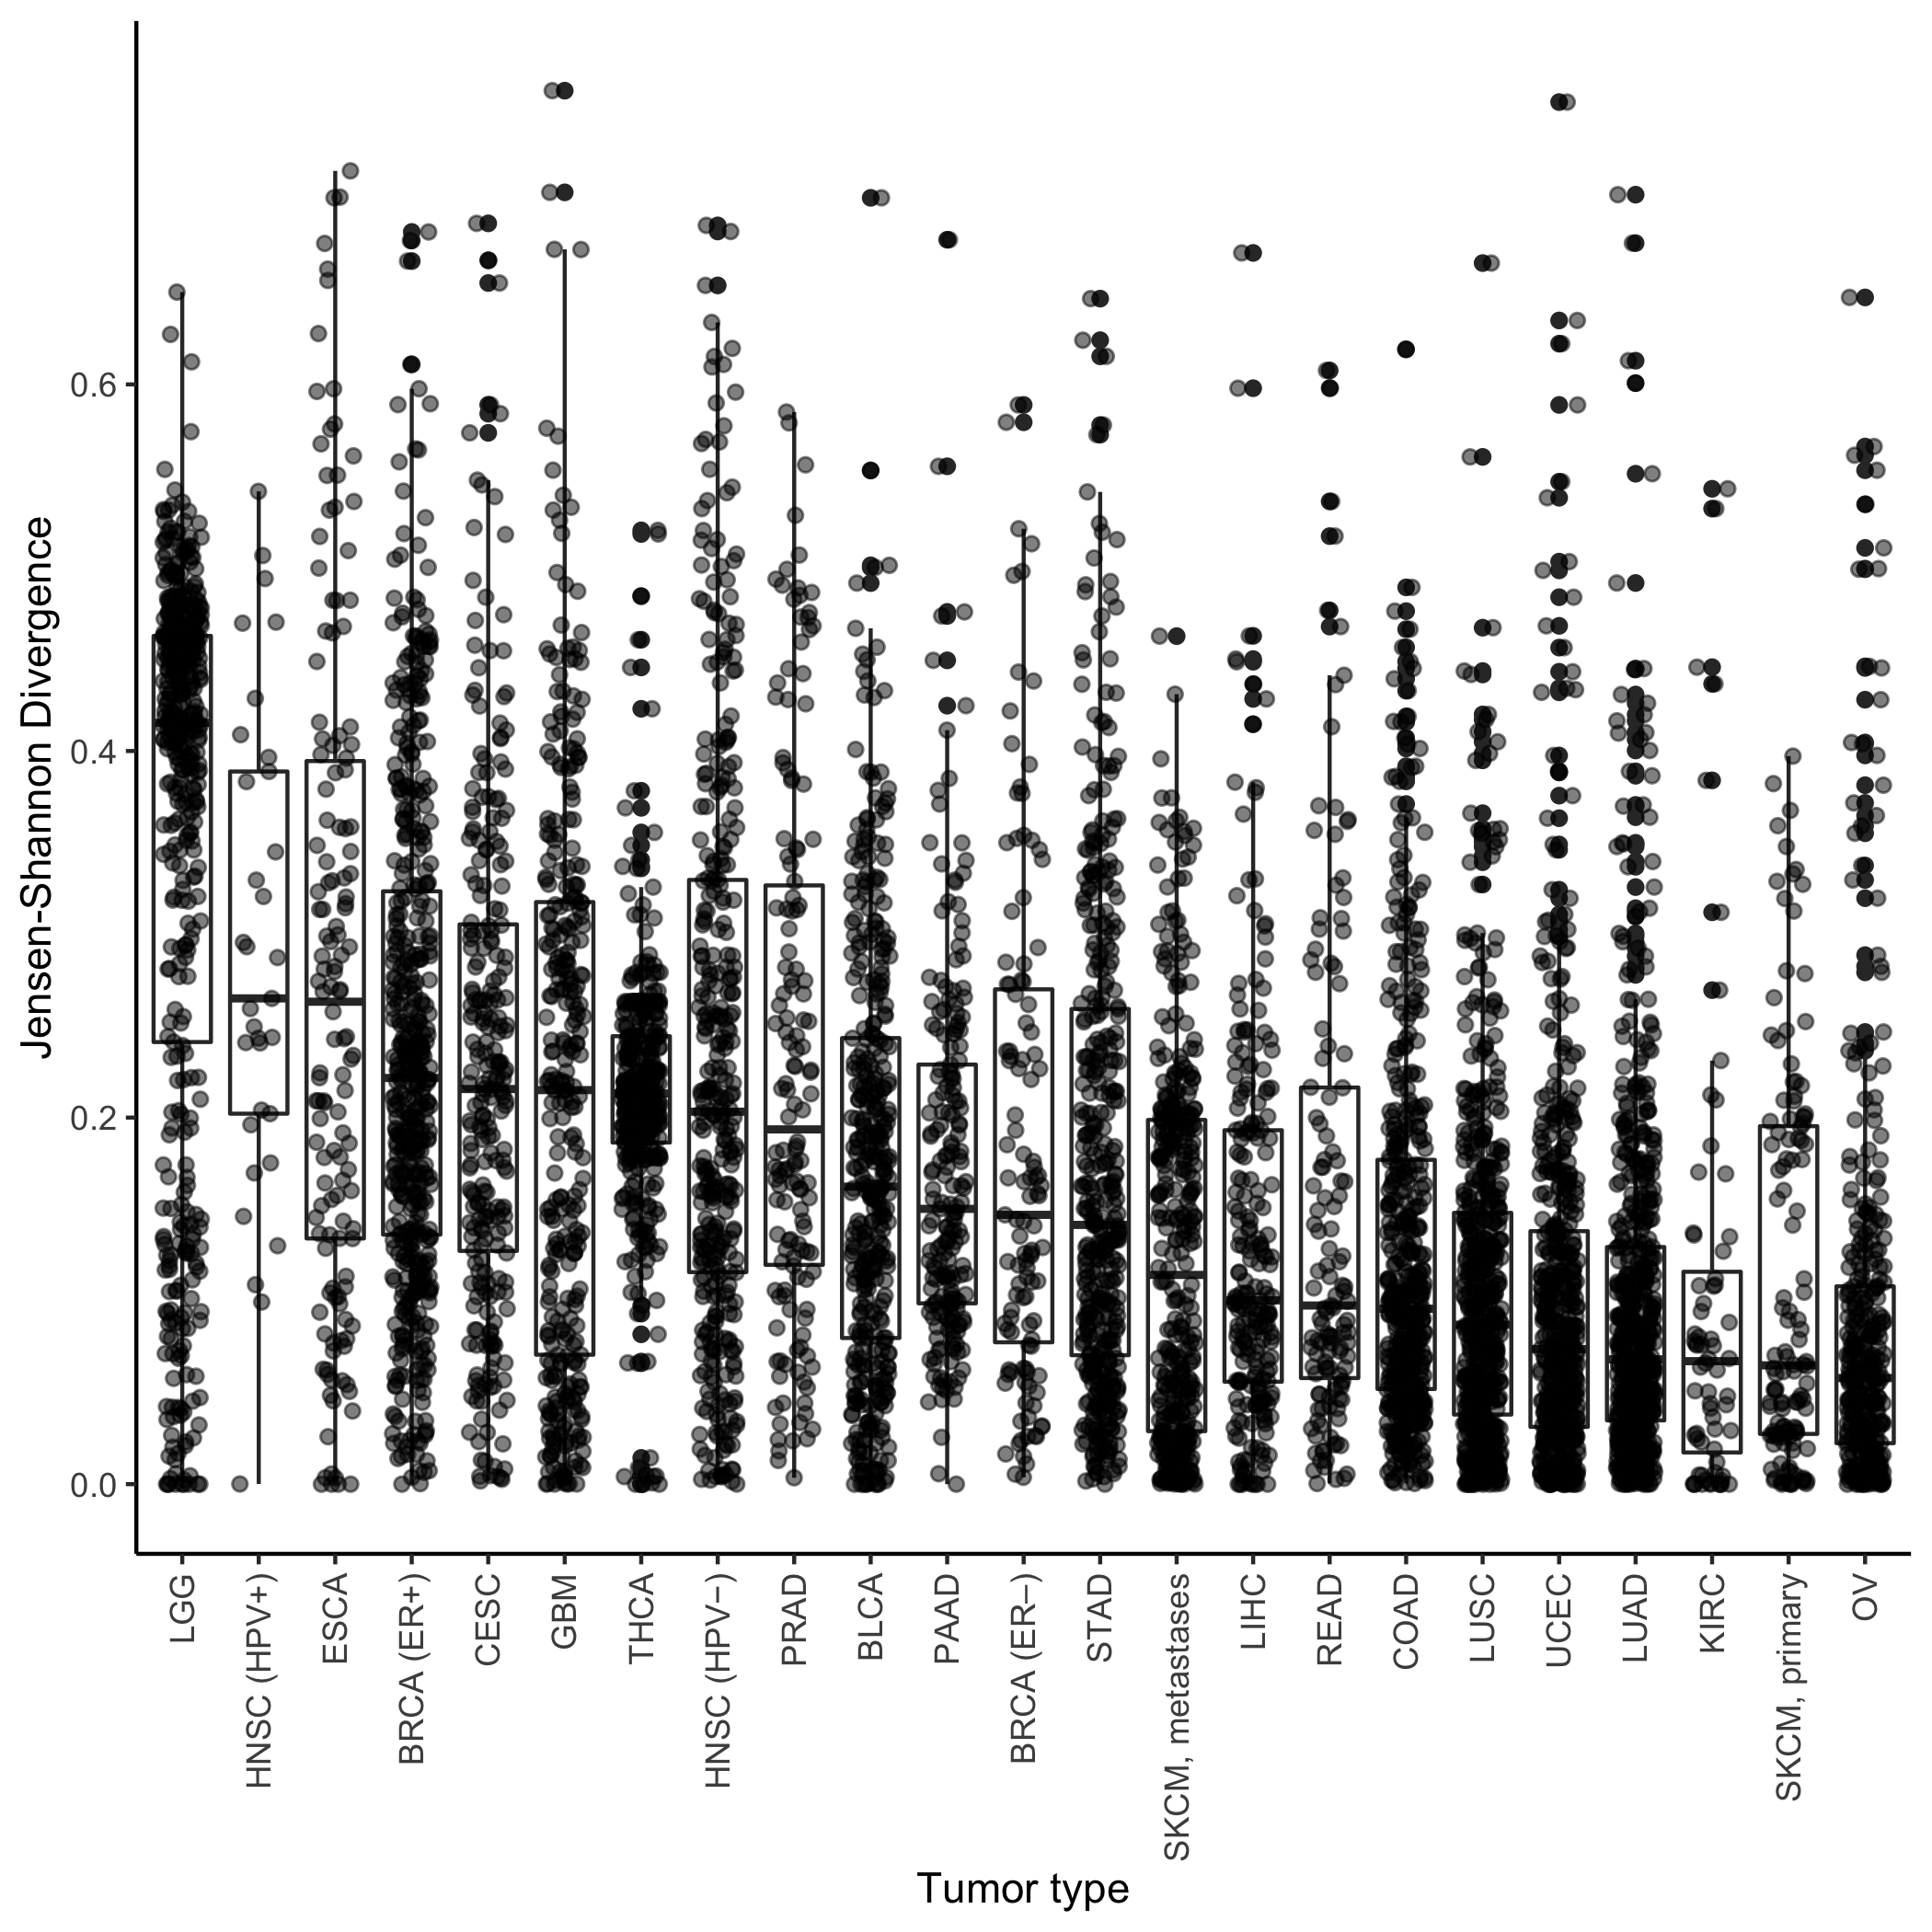 Jensen-Shannon Divergence
0.6
0.4
0.2
0.0
LGG
HNSC (HPV+)
ESCA
BRCA (ER+)
CESC
GBM
THCA
HNSC (HPV−)
PRAD
BLCA
PAAD
BRCA (ER−)
STAD
SKCM, metastases
LIHC
READ
COAD
LUSC
UCEC
LUAD
KIRC
SKCM, primary
OV
Tumor type